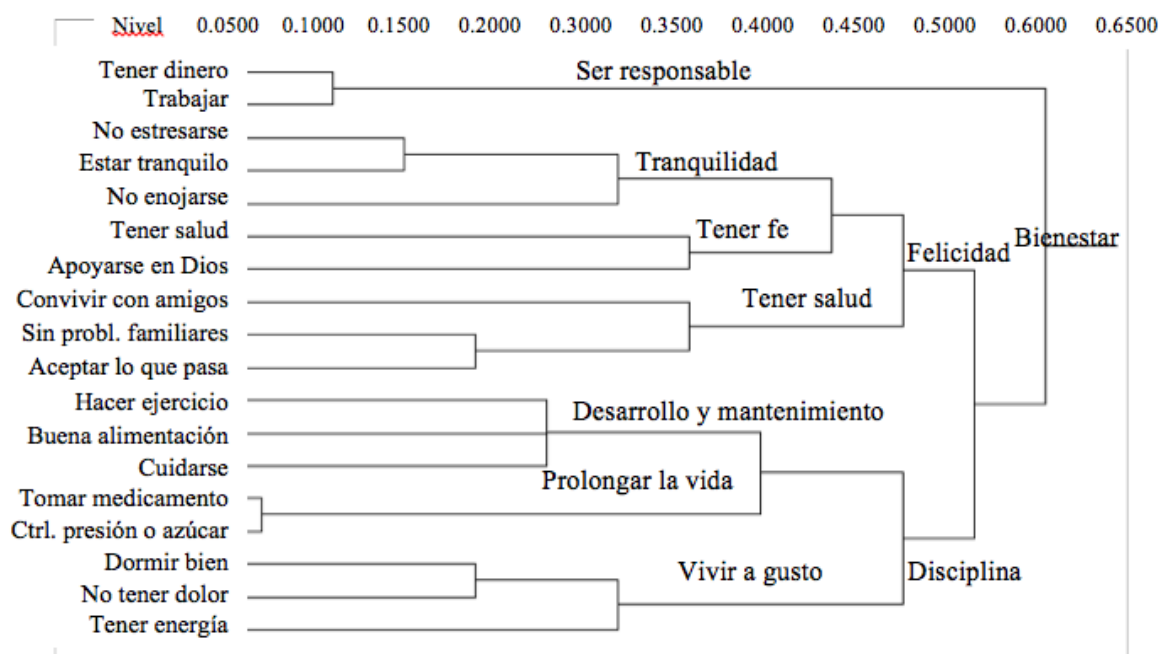 Nivel 0.0500 0.1000 0.1500 0.2000 0.3000 0.3500 0.4000 0.4500 0.5000 0.6000 0.6500
Tener dinero
Ser responsable
Trabajar
No estresarse
Estar tranquilo
Tranquilidad
No enojarse
Tener salud
Tener fe
Bienestar
Felicidad
Apoyarse en Dios
Convivir con amigos
Tener salud
Sin probl. familiares
Aceptar lo que pasa
Hacer ejercicio
Desarrollo y mantenimiento
Buena alimentación
Cuidarse
Prolongar la vida
Tomar medicamento
Ctrl. presión o azúcar
Dormir bien
Vivir a gusto
Disciplina
No tener dolor
Tener energía